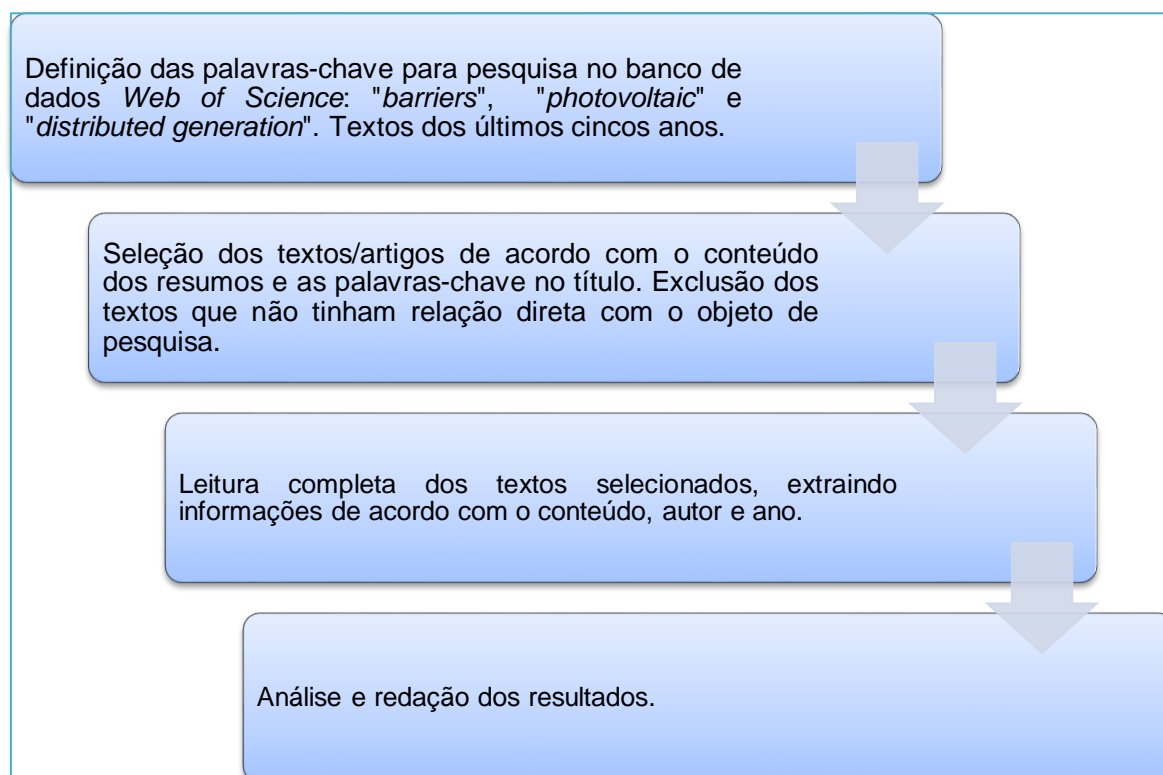 Definição das palavras-chave para pesquisa no banco de
dados Web of Science: "barriers", "photovoltaic" e
"distributed generation". Textos dos últimos cincos anos.
Seleção dos textos/artigos de acordo com o conteúdo
dos resumos e as palavras-chave no título. Exclusão dos
textos que não tinham relação direta com o objeto de
pesquisa.
Leitura completa dos textos selecionados, extraindo
informações de acordo com o conteúdo, autor e ano.
Análise e redação dos resultados.